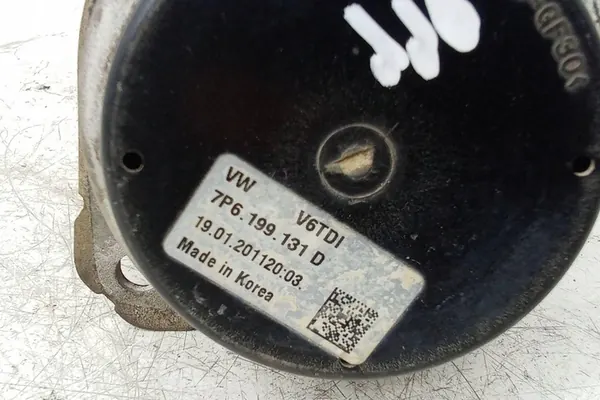 VW V6TDI
7P6.199.131 D
19.01.201120:03.
Made in Korea